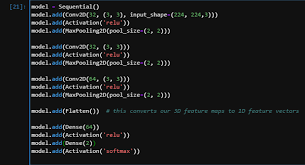 [21]: model = Sequential()
model.add(Conv2D(32, (3, 3), input_shape=(224, 224,3)))
model.add(Activation('relu'))
model.add(MaxPooling2D(pool_size=(2, 2)))
model.add(Conv2D(32, (3, 3)))
model.add(Activation('relu'))
model.add(MaxPooling2D(pool_size=(2, 2)))
model.add(Conv2D(64, (3, 3)))
model.add(Activation('relu'))
model.add(MaxPooling2D(pool_size=(2, 2)))
model.add(Flatten())  # this converts our 3D feature maps to 1D feature vectors
model.add(Dense(64))
model.add(Activation('relu'))
model.add(Dense(2))
model.add(Activation('softmax'))